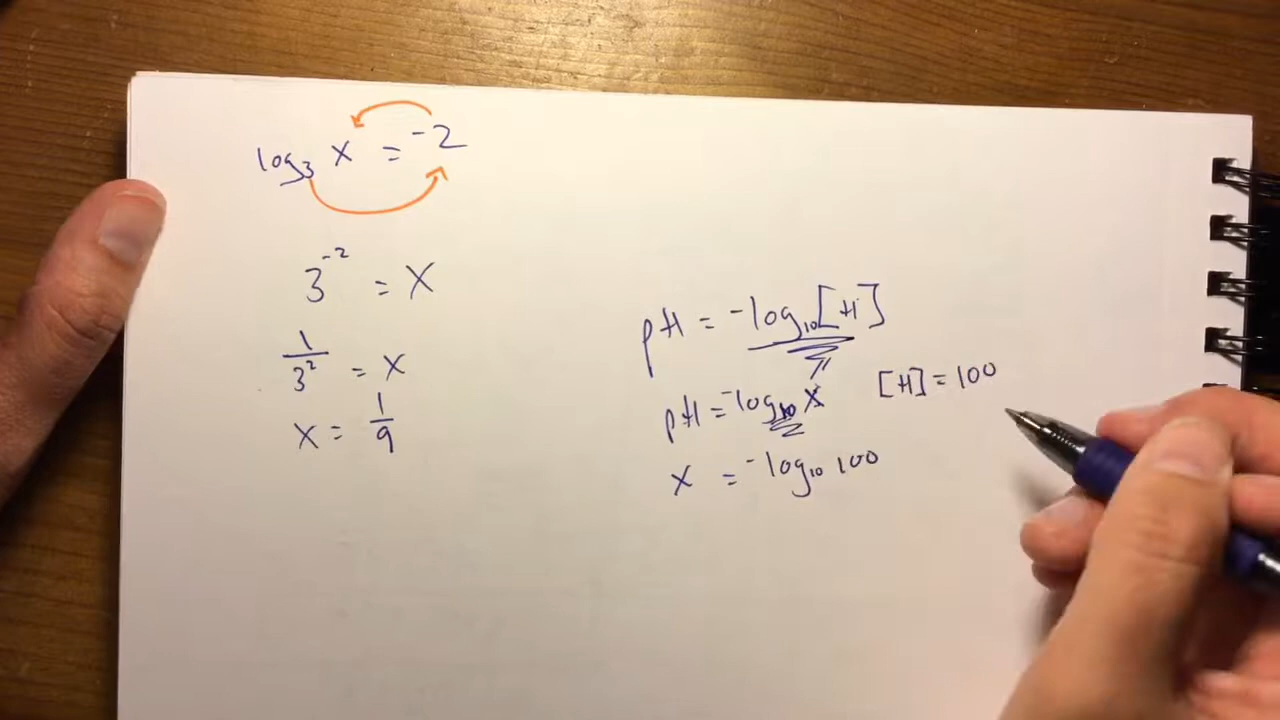 log₃ x = -2
3⁻² = x
1/3² = x
x = 1/9
pH = -log₁₀[H]
pH = -log₁₀ x
[H] = 100
x = -log₁₀ 100